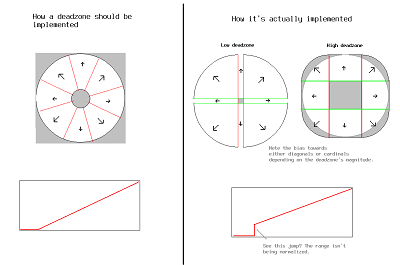 How a deadzone should be
implemented
How it's actually implemented
Low deadzone
High deadzone
Note the bias towards
either diagonals or cardinals
depending on the deadzone's magnitude.
See this jump? The range isn't
being normalized.